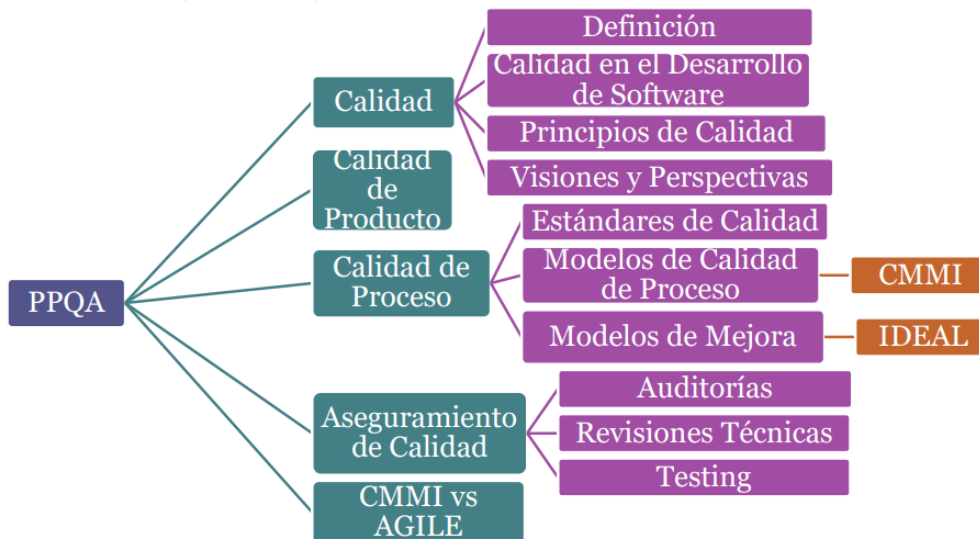 PPQA
Calidad
Definición
Calidad en el Desarrollo
de Software
Principios de Calidad
Visiones y Perspectivas
Calidad
de
Producto
Calidad de
Proceso
Estándares de Calidad
Modelos de Calidad
de Proceso
CMMI
Modelos de Mejora
IDEAL
Aseguramiento
de Calidad
Auditorías
Revisiones Técnicas
Testing
CMMI vs
AGILE